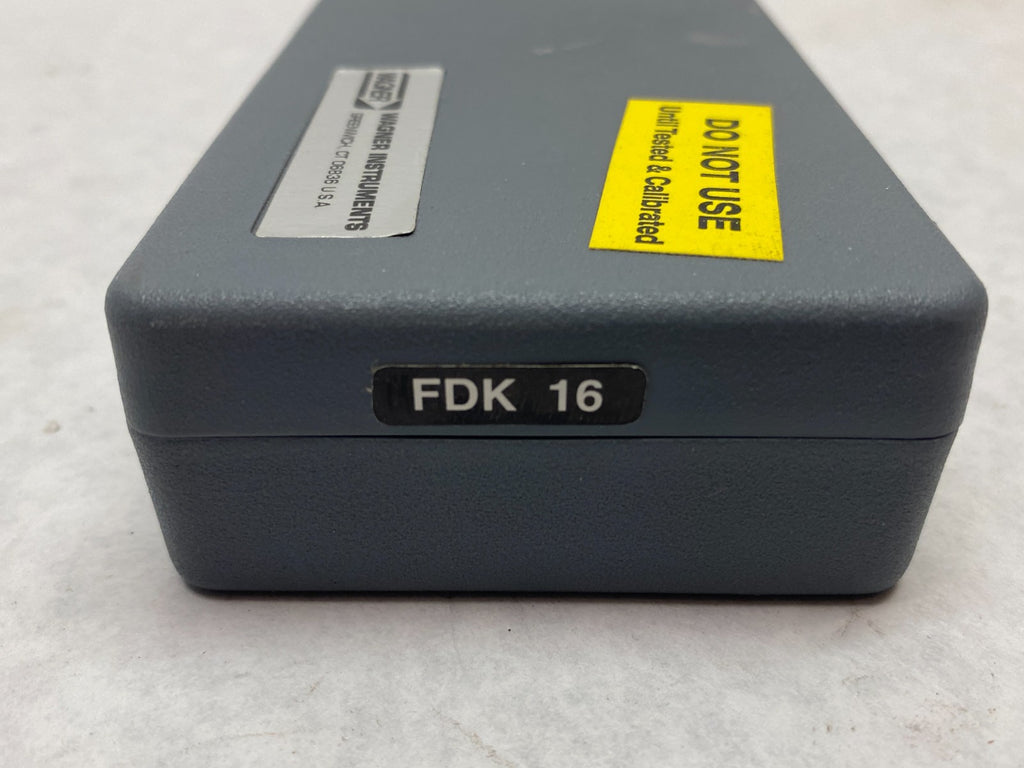 WAGNER
WAGNER INSTRUMENTS
GREENWICH, CT 06836 U.S.A.
DO NOT USE
Until Tested & Calibrated
FDK 16